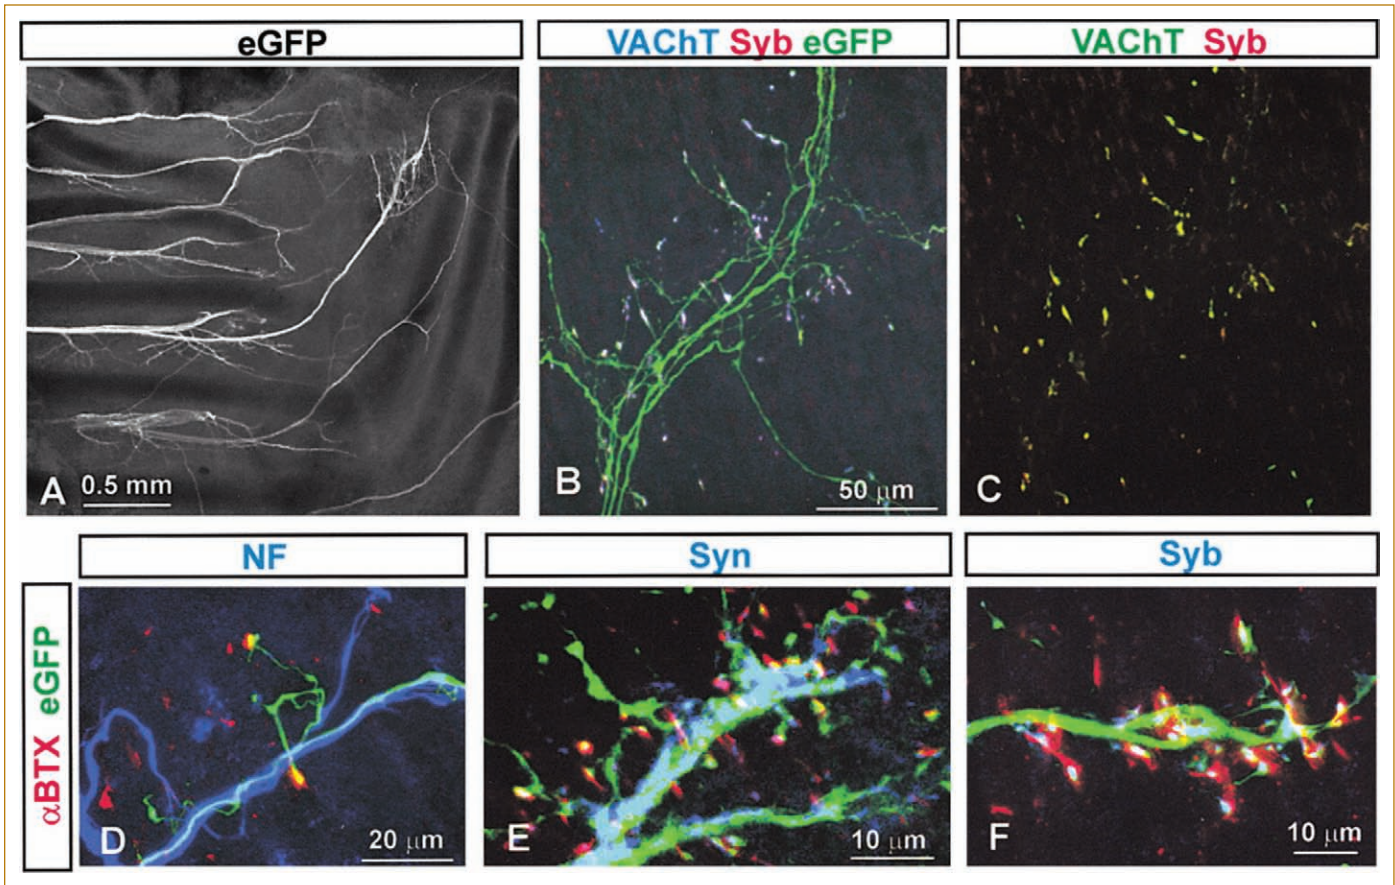 eGFP
VAChT Syb eGFP
VAChT Syb
A 0.5 mm
B 50 μm
C
NF
Syn
Syb
αBTX eGFP
D 20 μm
E 10 μm
F 10 μm